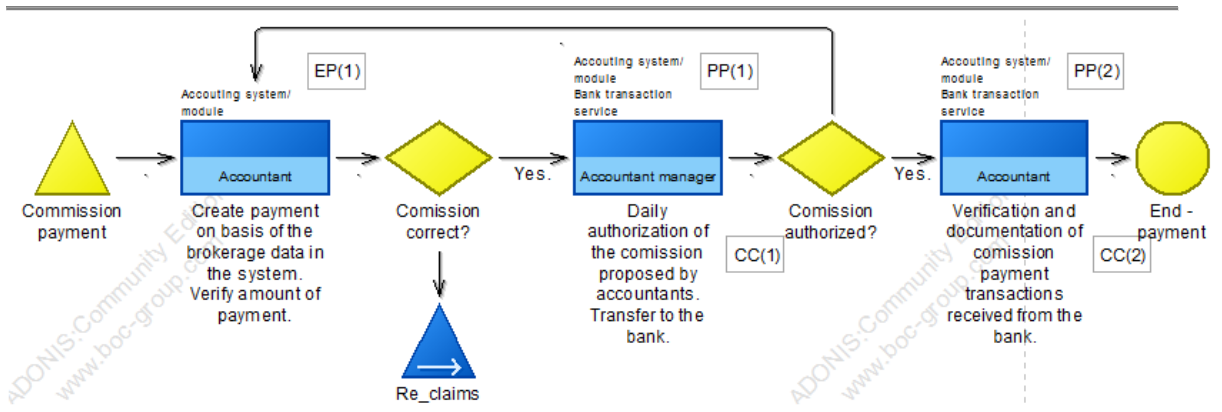 EP(1)
Accouting system/
module
Accouting system/
module
Bank transaction
service
PP(1)
Accouting system/
module
Bank transaction
service
PP(2)
Accountant
Yes.
Accountant manager
Yes.
Accountant
Commission
payment
Create payment
on basis of the
brokerage data in
the system.
Verify amount of
payment.
Comission
correct?
Daily
authorization of
the comission
proposed by
accountants.
Transfer to the
bank.
CC(1)
Comission
authorized?
Verification and
documentation of
comission
payment
transactions
received from the
bank.
CC(2)
End -
payment
Re_claims
ADONIS:Community Edition
www.boc-group.com
ADONIS:Community Edition
www.boc-group.com